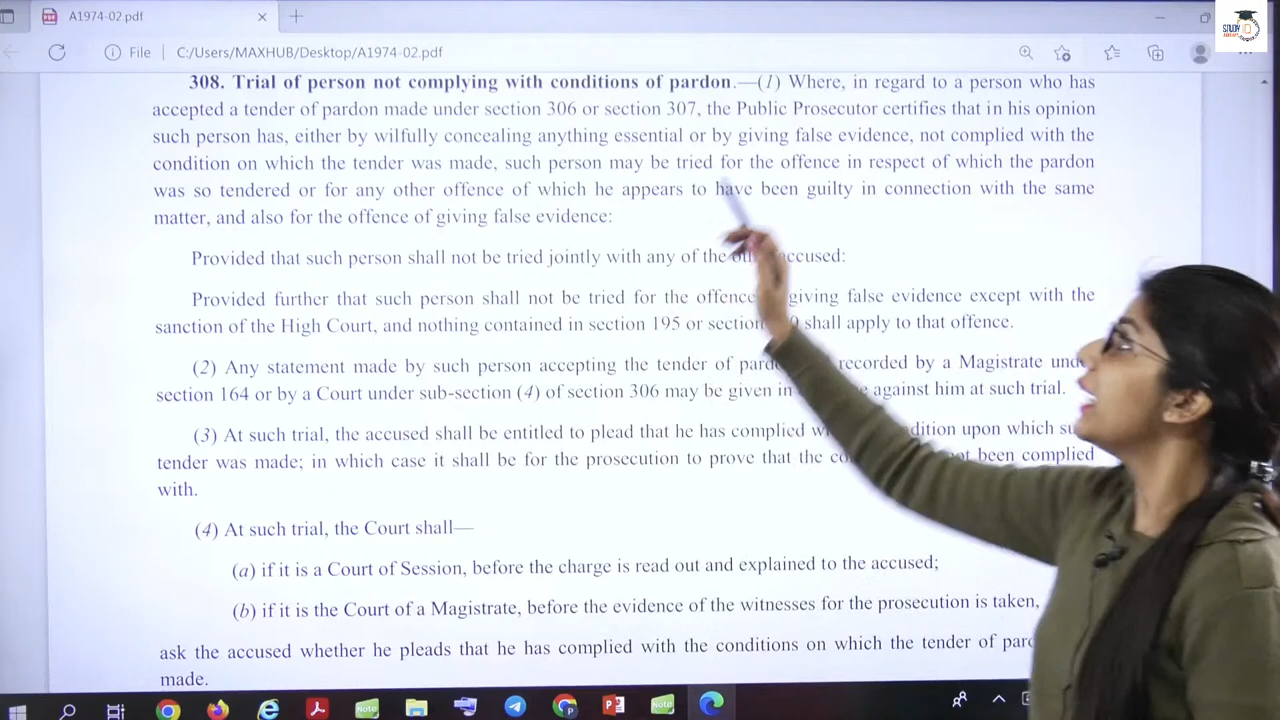 A1974-02.pdf
File C:/Users/MAXHUB/Desktop/A1974-02.pdf
STUDY
308. Trial of person not complying with conditions of pardon.—(1) Where, in regard to a person who has
accepted a tender of pardon made under section 306 or section 307, the Public Prosecutor certifies that in his opinion
such person has, either by wilfully concealing anything essential or by giving false evidence, not complied with the
condition on which the tender was made, such person may be tried for the offence in respect of which the pardon
was so tendered or for any other offence of which he appears to have been guilty in connection with the same
matter, and also for the offence of giving false evidence:
Provided that such person shall not be tried jointly with any of the accused:
Provided further that such person shall not be tried for the offence giving false evidence except with the
sanction of the High Court, and nothing contained in section 195 or section shall apply to that offence.
(2) Any statement made by such person accepting the tender of recorded by a Magistrate
section 164 or by a Court under sub-section (4) of section 306 may be given in against him at such trial.
(3) At such trial, the accused shall be entitled to plead that he has complied upon which
tender was made; in which case it shall be for the prosecution to prove that the been complied
with.
(4) At such trial, the Court shall—
(a) if it is a Court of Session, before the charge is read out and explained to the accused;
(b) if it is the Court of a Magistrate, before the evidence of the witnesses for the prosecution is taken,
ask the accused whether he pleads that he has complied with the conditions on which the tender of
made.
Note
Note